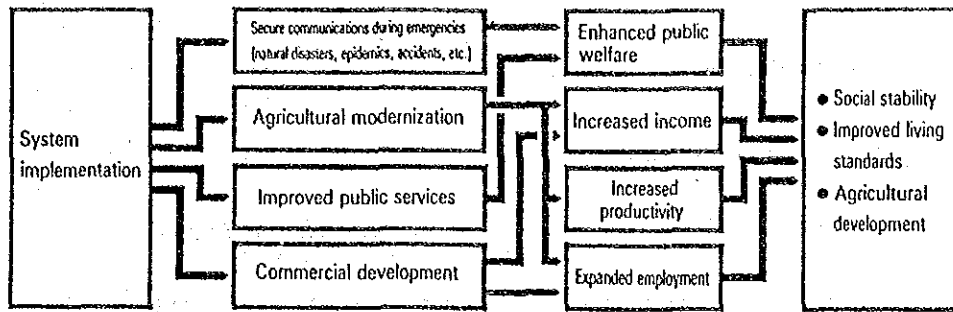 System
implementation
Secure communications during emergencies
(natural disasters, epidemics, accidents, etc.)
Agricultural modernization
Improved public services
Commercial development
Enhanced public
welfare
Increased income
Increased
productivity
Expanded employment
● Social stability
● Improved living
standards
● Agricultural
development